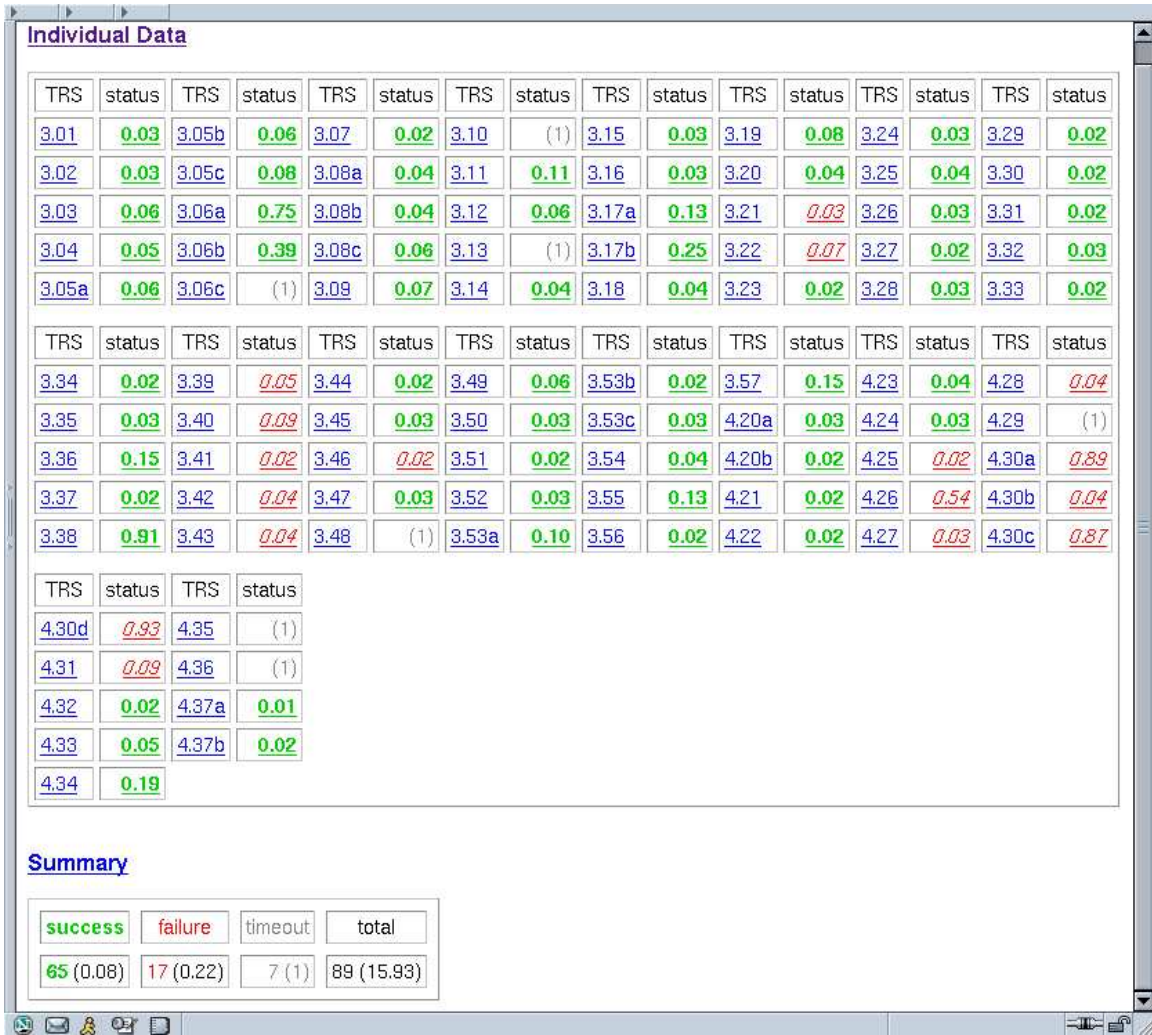 Individual Data
TRS status TRS status TRS status TRS status TRS status TRS status TRS status TRS status
3.01 0.03 3.05b 0.06 3.07 0.02 3.10 (1) 3.15 0.03 3.19 0.08 3.24 0.03 3.29 0.02
3.02 0.03 3.05c 0.08 3.08a 0.04 3.11 0.11 3.16 0.03 3.20 0.04 3.25 0.04 3.30 0.02
3.03 0.06 3.06a 0.75 3.08b 0.04 3.12 0.06 3.17a 0.13 3.21 0.03 3.26 0.03 3.31 0.02
3.04 0.05 3.06b 0.39 3.08c 0.06 3.13 (1) 3.17b 0.25 3.22 0.07 3.27 0.02 3.32 0.03
3.05a 0.06 3.06c (1) 3.09 0.07 3.14 0.04 3.18 0.04 3.23 0.02 3.28 0.03 3.33 0.02
TRS status TRS status TRS status TRS status TRS status TRS status TRS status TRS status
3.34 0.02 3.39 0.05 3.44 0.02 3.49 0.06 3.53b 0.02 3.57 0.15 4.23 0.04 4.28 0.04
3.35 0.03 3.40 0.09 3.45 0.03 3.50 0.03 3.53c 0.03 4.20a 0.03 4.24 0.03 4.29 (1)
3.36 0.15 3.41 0.02 3.46 0.02 3.51 0.02 3.54 0.04 4.20b 0.02 4.25 0.02 4.30a 0.89
3.37 0.02 3.42 0.04 3.47 0.03 3.52 0.03 3.55 0.13 4.21 0.02 4.26 0.54 4.30b 0.04
3.38 0.91 3.43 0.04 3.48 (1) 3.53a 0.10 3.56 0.02 4.22 0.02 4.27 0.03 4.30c 0.87
TRS status TRS status
4.30d 0.93 4.35 (1)
4.31 0.09 4.36 (1)
4.32 0.02 4.37a 0.01
4.33 0.05 4.37b 0.02
4.34 0.19
Summary
success failure timeout total
65 (0.08) 17 (0.22) 7 (1) 89 (15.93)